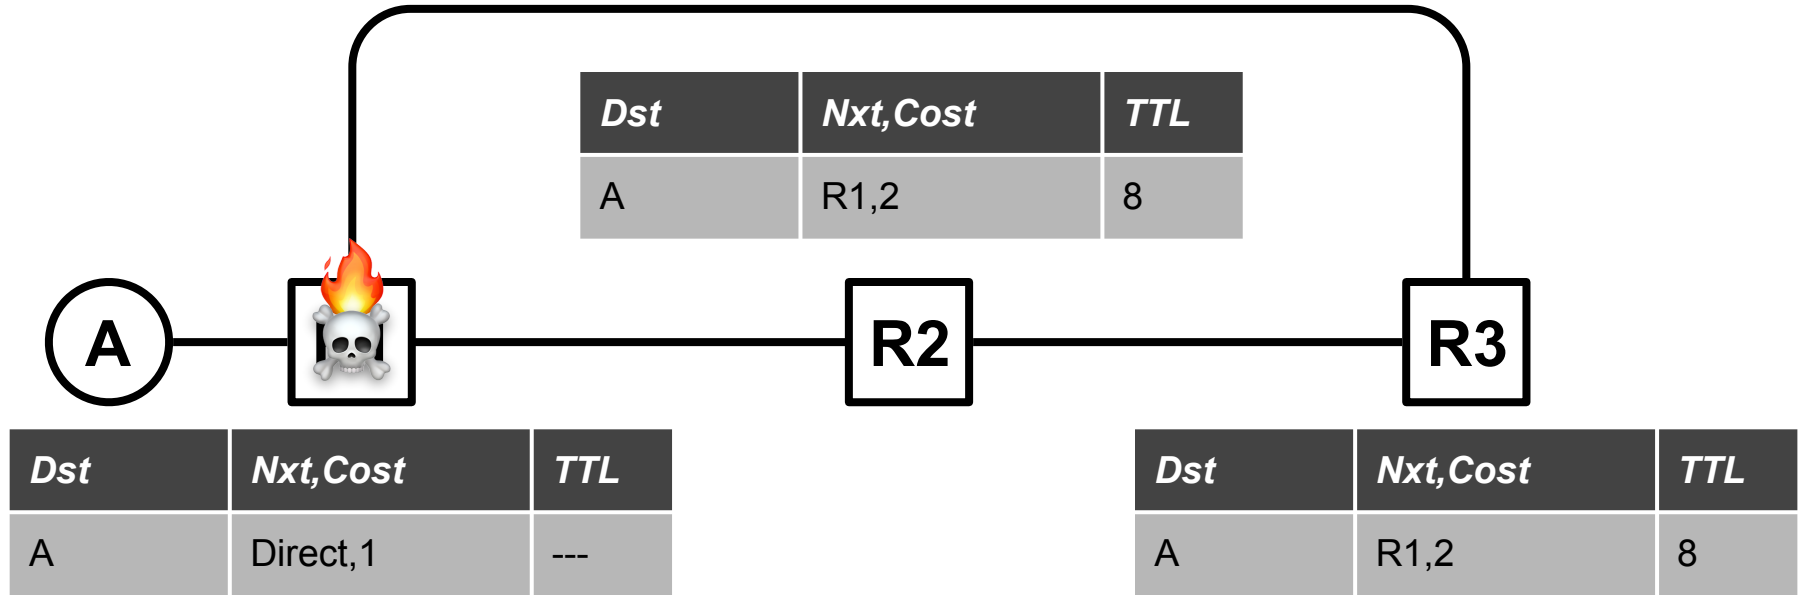 Dst Nxt,Cost TTL
A R1,2 8
A R2 R3
Dst Nxt,Cost TTL
A Direct,1 ---
Dst Nxt,Cost TTL
A R1,2 8